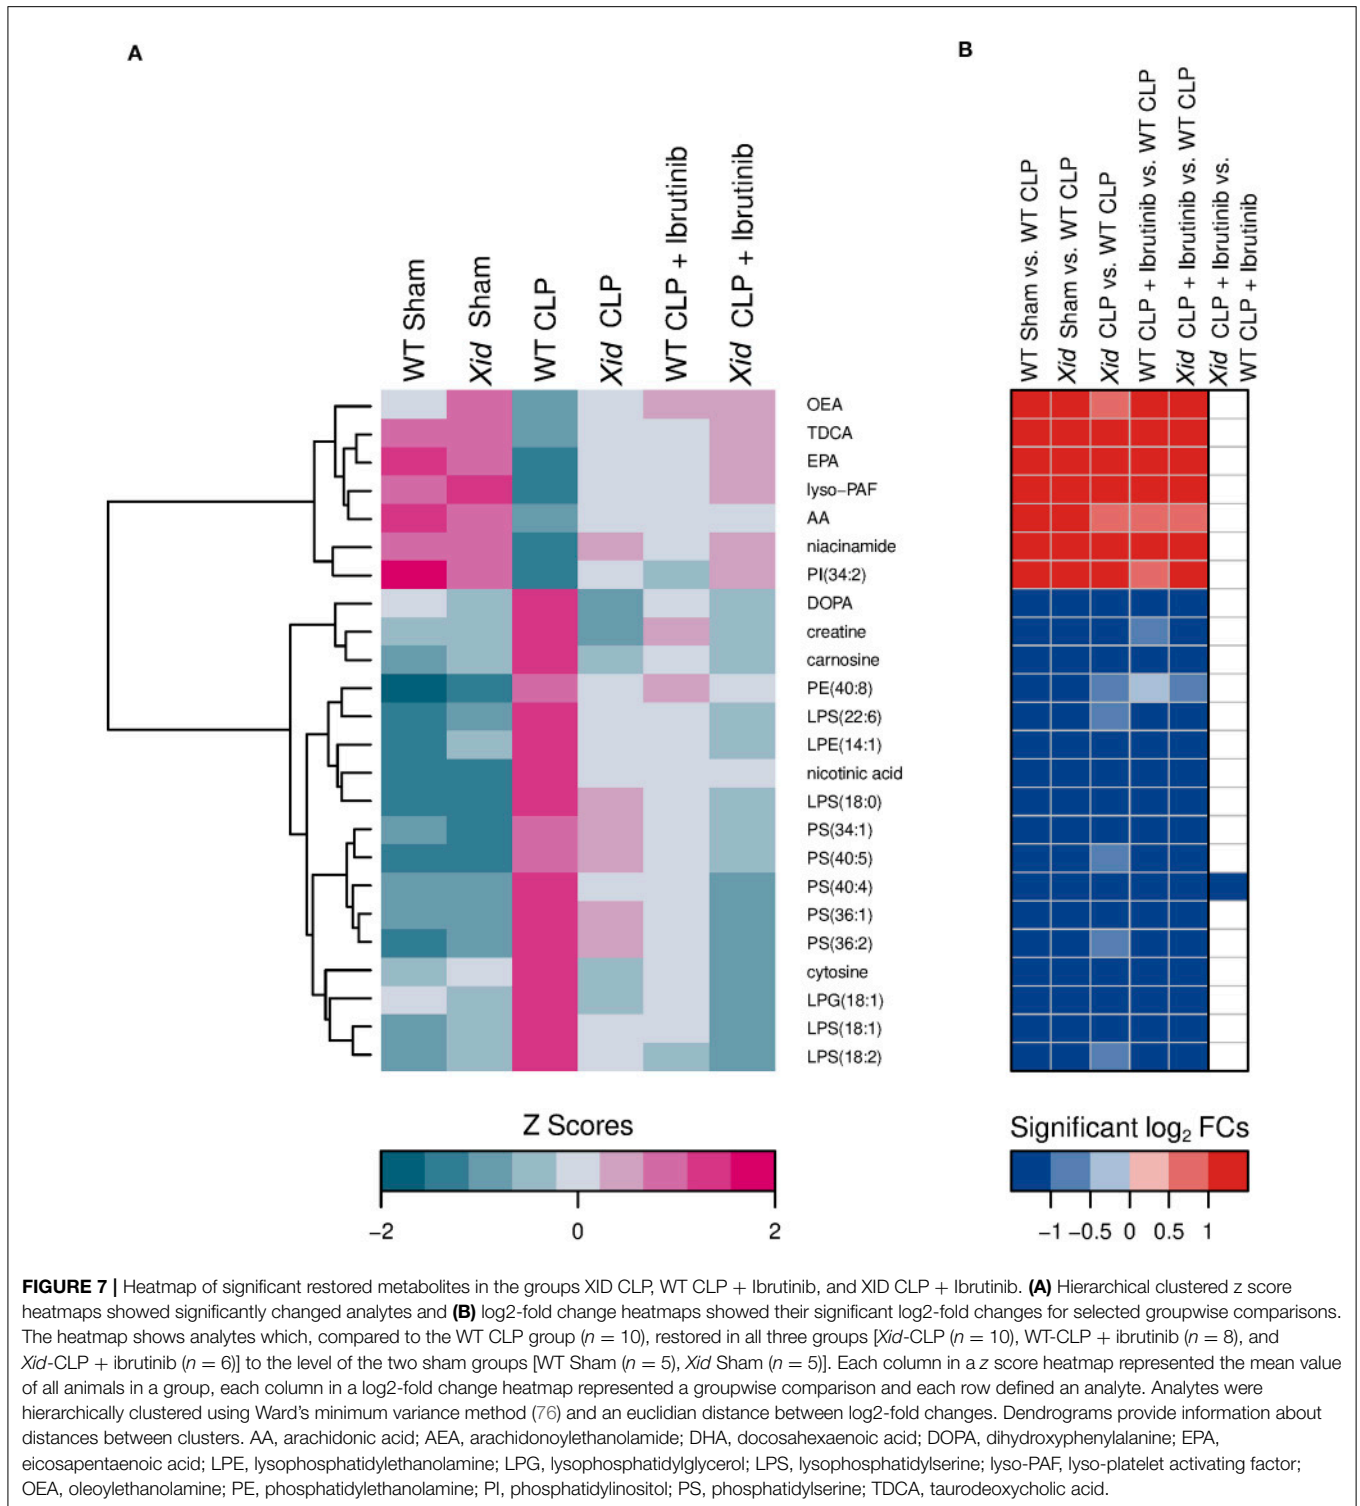 A
B
WT Sham
Xid Sham
WT CLP
Xid CLP
WT CLP + Ibrutinib
Xid CLP + Ibrutinib
WT Sham vs. WT CLP
Xid Sham vs. WT CLP
Xid CLP vs. WT CLP
WT CLP + Ibrutinib vs. WT CLP
Xid CLP + Ibrutinib vs. WT CLP
Xid CLP + Ibrutinib vs.
WT CLP + Ibrutinib
OEA
TDCA
EPA
lyso−PAF
AA
niacinamide
PI(34:2)
DOPA
creatine
carnosine
PE(40:8)
LPS(22:6)
LPE(14:1)
nicotinic acid
LPS(18:0)
PS(34:1)
PS(40:5)
PS(40:4)
PS(36:1)
PS(36:2)
cytosine
LPG(18:1)
LPS(18:1)
LPS(18:2)
Z Scores
−2 0 2
Significant log₂ FCs
−1 −0.5 0 0.5 1
FIGURE 7 | Heatmap of significant restored metabolites in the groups XID CLP, WT CLP + Ibrutinib, and XID CLP + Ibrutinib. (A) Hierarchical clustered z score
heatmaps showed significantly changed analytes and (B) log2-fold change heatmaps showed their significant log2-fold changes for selected groupwise comparisons.
The heatmap shows analytes which, compared to the WT CLP group (n = 10), restored in all three groups [Xid-CLP (n = 10), WT-CLP + ibrutinib (n = 8), and
Xid-CLP + ibrutinib (n = 6)] to the level of the two sham groups [WT Sham (n = 5), Xid Sham (n = 5)]. Each column in a z score heatmap represented the mean value
of all animals in a group, each column in a log2-fold change heatmap represented a groupwise comparison and each row defined an analyte. Analytes were
hierarchically clustered using Ward's minimum variance method (76) and an euclidian distance between log2-fold changes. Dendrograms provide information about
distances between clusters. AA, arachidonic acid; AEA, arachidonoylethanolamide; DHA, docosahexaenoic acid; DOPA, dihydroxyphenylalanine; EPA,
eicosapentaenoic acid; LPE, lysophosphatidylethanolamine; LPG, lysophosphatidylglycerol; LPS, lysophosphatidylserine; lyso-PAF, lyso-platelet activating factor;
OEA, oleoylethanolamine; PE, phosphatidylethanolamine; PI, phosphatidylinositol; PS, phosphatidylserine; TDCA, taurodeoxycholic acid.